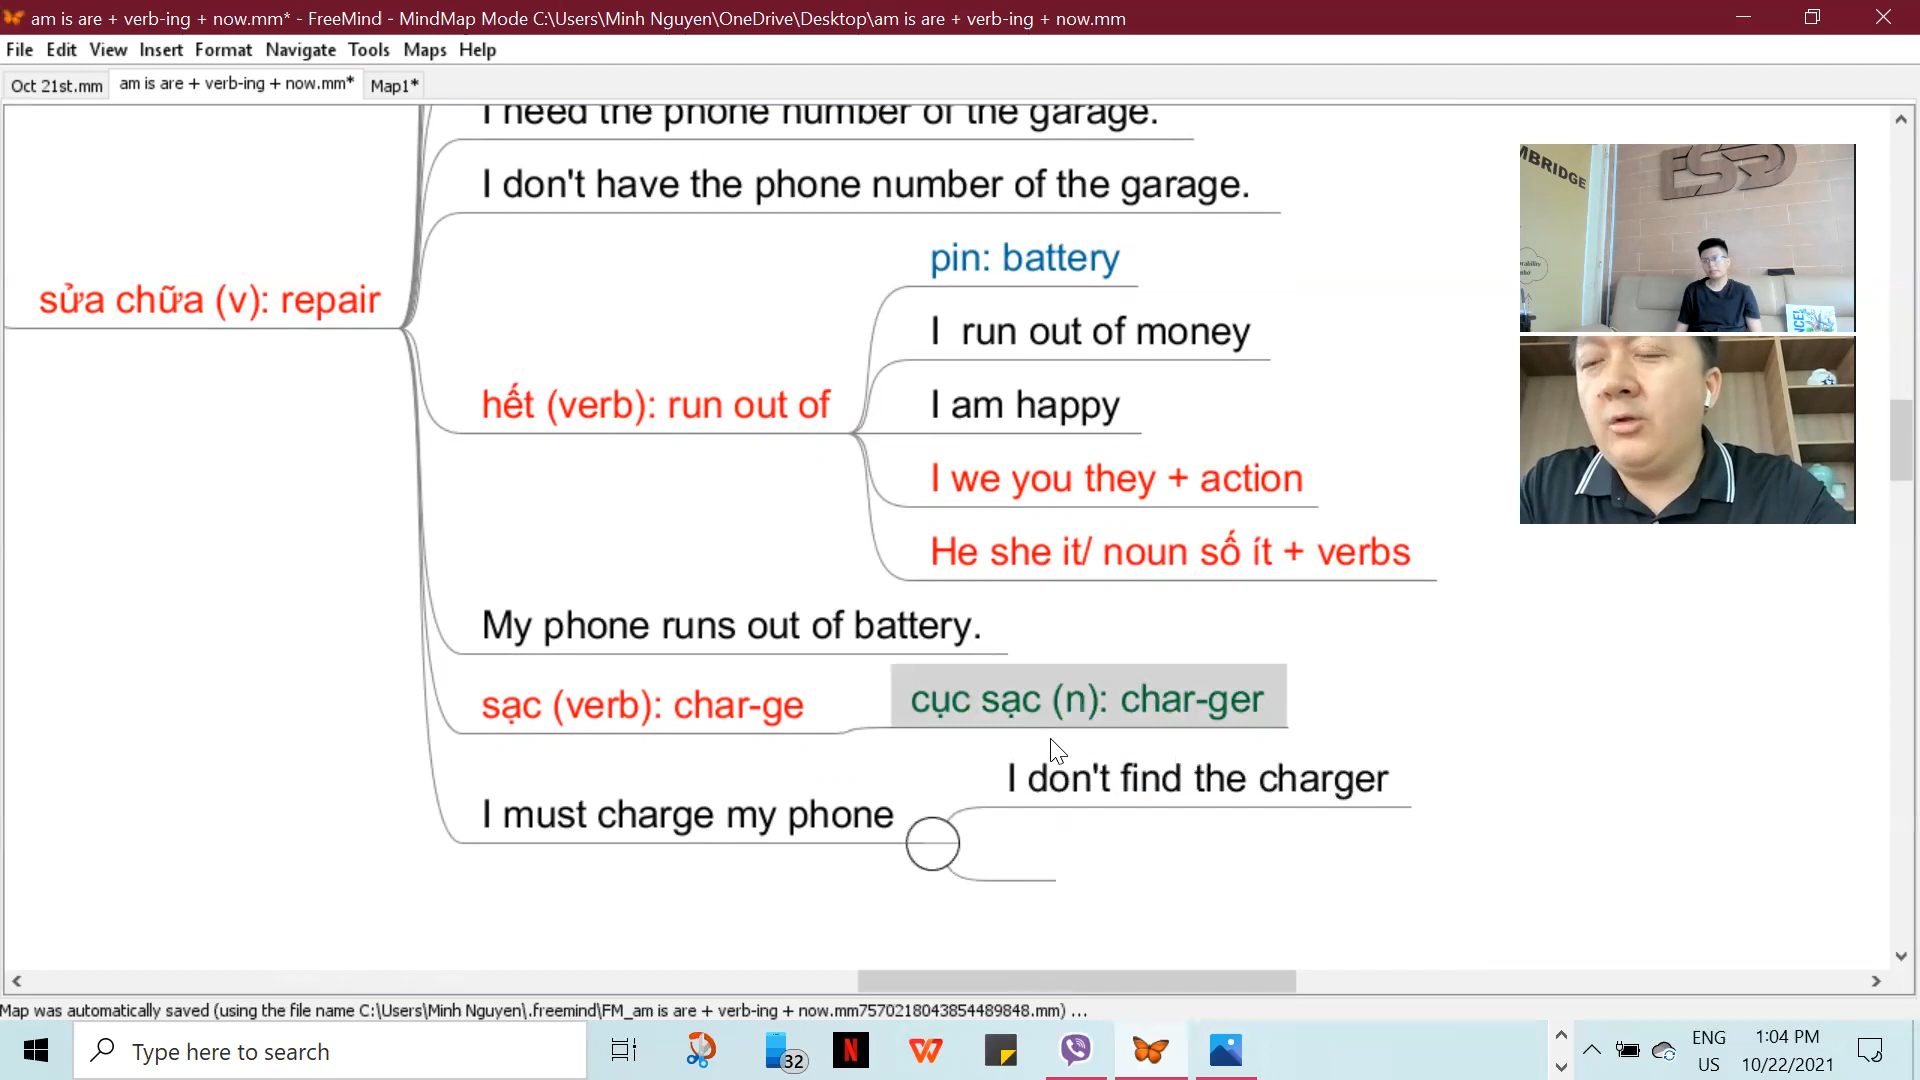 am is are + verb-ing + now.mm* - FreeMind - MindMap Mode C:\Users\Minh Nguyen\OneDrive\Desktop\am is are + verb-ing + now.mm
File Edit View Insert Format Navigate Tools Maps Help
Oct 21st.mm am is are + verb-ing + now.mm* Map1*
I need the phone number of the garage.
I don't have the phone number of the garage.
sửa chữa (v): repair
pin: battery
I  run out of money
hết (verb): run out of
I am happy
I we you they + action
He she it/ noun số ít + verbs
My phone runs out of battery.
sạc (verb): char-ge
cục sạc (n): char-ger
I don't find the charger
I must charge my phone
MBRIDGE
ESD
Map was automatically saved (using the file name C:\Users\Minh Nguyen\.freemind\FM_am is are + verb-ing + now.mm7570218043854489848.mm) ...
Type here to search
32
N
ENG
US
1:04 PM
10/22/2021